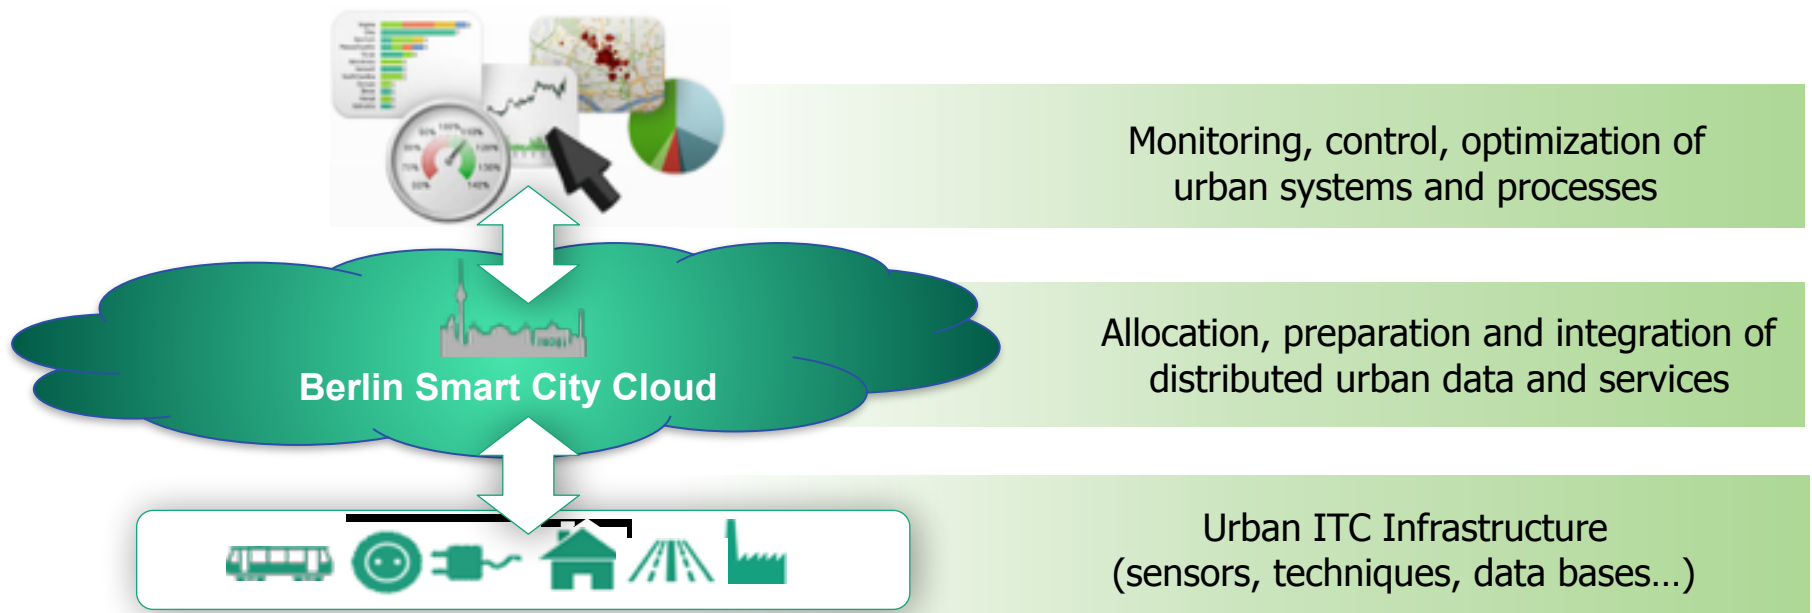 Monitoring, control, optimization of
urban systems and processes
Allocation, preparation and integration of
distributed urban data and services
Berlin Smart City Cloud
Urban ITC Infrastructure
(sensors, techniques, data bases…)